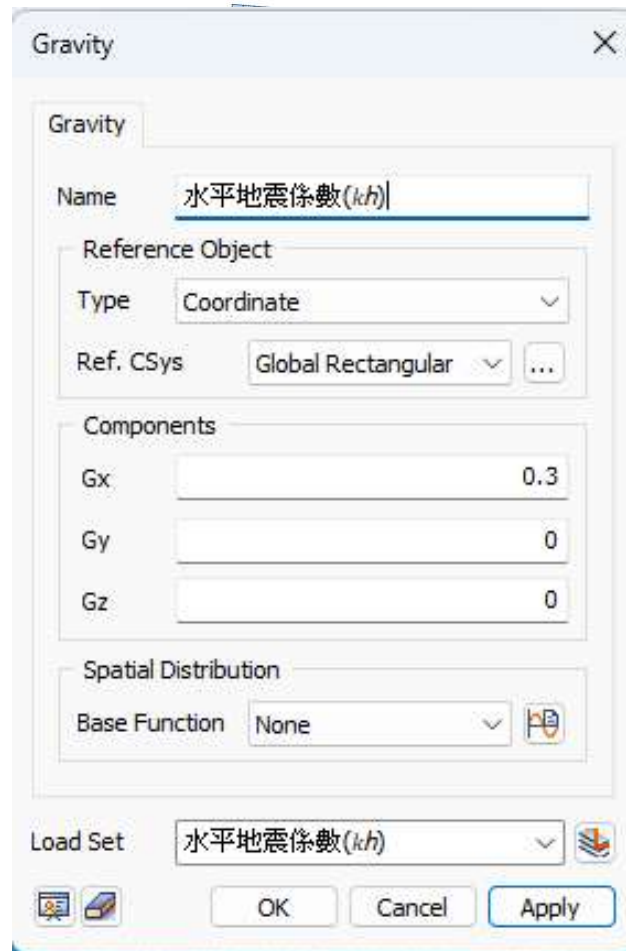 Gravity
Gravity
Name 水平地震係數(kh)
Reference Object
Type Coordinate
Ref. CSys Global Rectangular ...
Components
Gx 0.3
Gy 0
Gz 0
Spatial Distribution
Base Function None
Load Set 水平地震係數(kh)
OK Cancel Apply